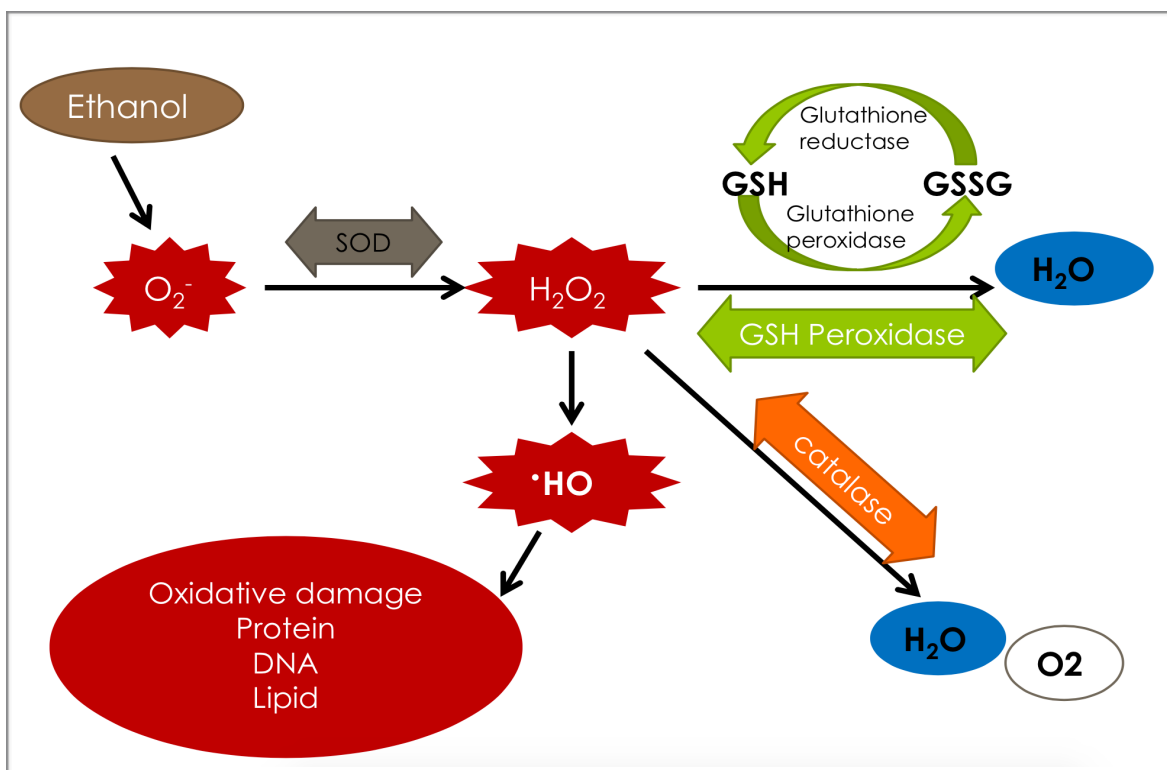 Ethanol
Glutathione
reductase
GSH
GSSG
Glutathione
peroxidase
SOD
O₂⁻
H₂O₂
H₂O
GSH Peroxidase
catalase
•HO
Oxidative damage
Protein
DNA
Lipid
H₂O
O2